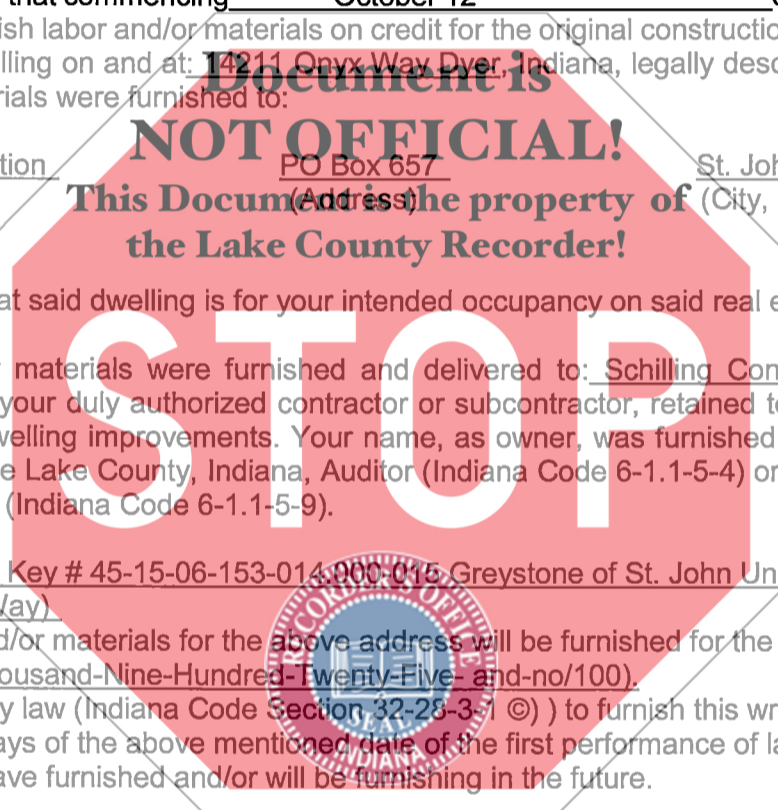 that commencing October 12
ish labor and/or materials on credit for the original constructio
lling on and at: 14211 Onyx Way Dyer, Indiana, legally desc
rials were furnished to:
Document is
NOT OFFICIAL!
This Document is the property of
the Lake County Recorder!
tion PO Box 657 St. Joh
(Address) (City,
at said dwelling is for your intended occupancy on said real e
STOP
materials were furnished and delivered to: Schilling Con
your duly authorized contractor or subcontractor, retained to
welling improvements. Your name, as owner, was furnished
e Lake County, Indiana, Auditor (Indiana Code 6-1.1-5-4) or
(Indiana Code 6-1.1-5-9).
Key # 45-15-06-153-014.000-015 Greystone of St. John Un
Way)
d/or materials for the above address will be furnished for the
ousand-Nine-Hundred-Twenty-Five- and-no/100).
y law (Indiana Code Section 32-28-3-1 ©) ) to furnish this wr
ays of the above mentioned date of the first performance of la
ave furnished and/or will be furnishing in the future.
RECORDER'S OFFICE
SEAL
INDIANA